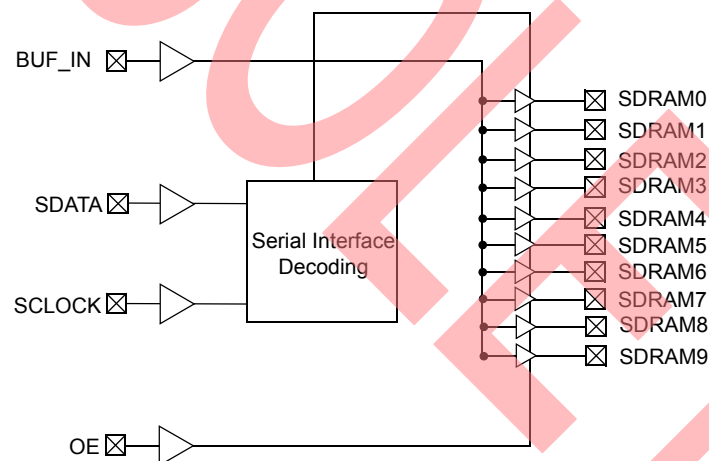 BUF_IN
SDATA
SCLOCK
OE
Serial Interface
Decoding
SDRAM0
SDRAM1
SDRAM2
SDRAM3
SDRAM4
SDRAM5
SDRAM6
SDRAM7
SDRAM8
SDRAM9